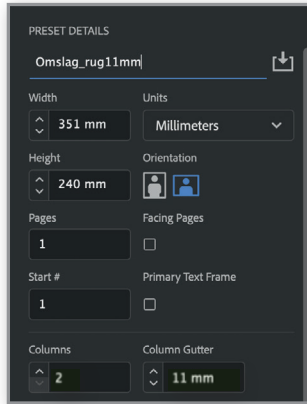 PRESET DETAILS
Omslag_rug11mm
Width Units
351 mm Millimeters
Height Orientation
240 mm
Pages Facing Pages
1
Start # Primary Text Frame
1
Columns Column Gutter
2 11 mm